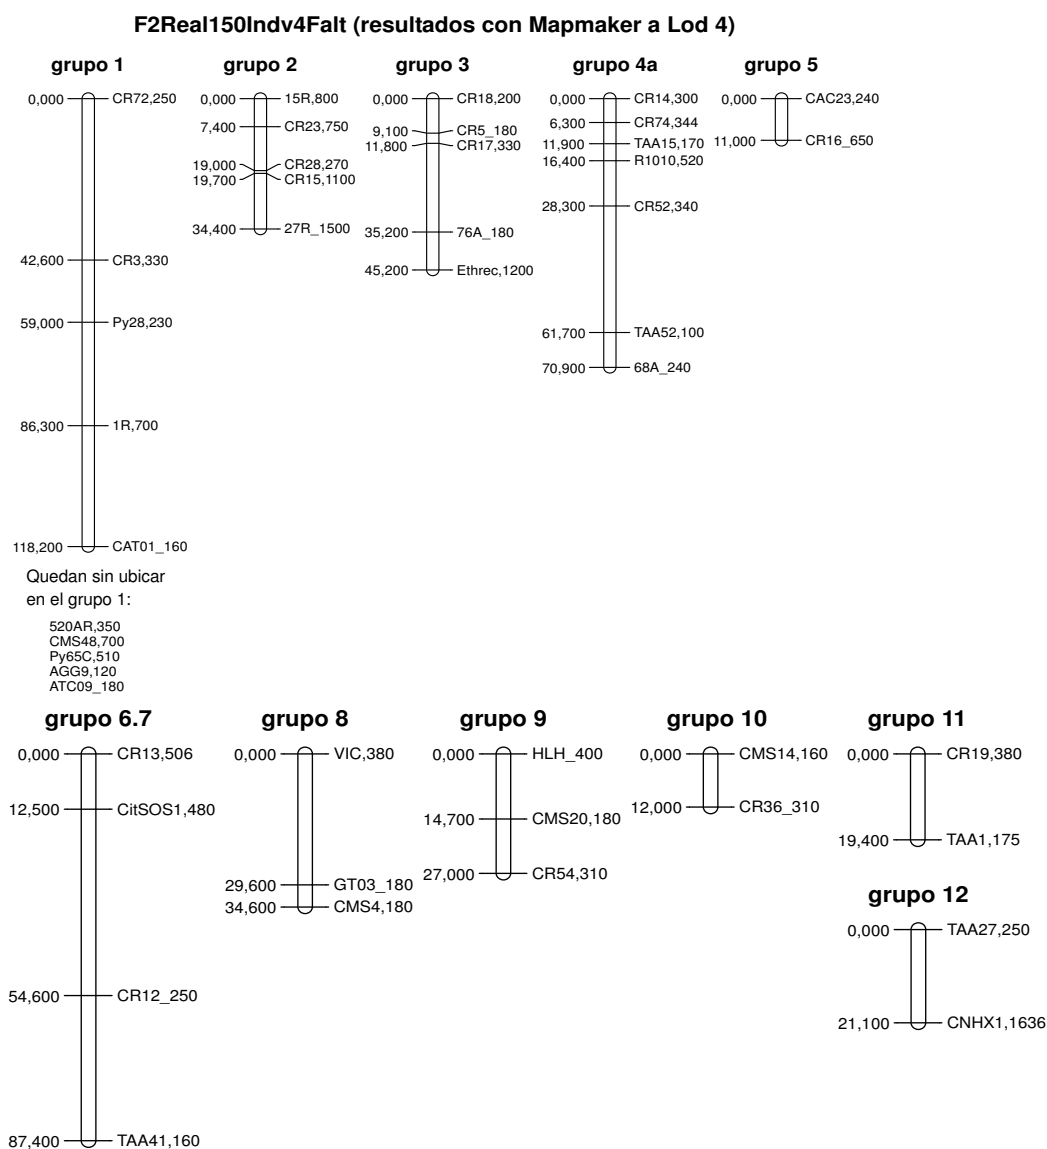 F2Real150Indv4Falt (resultados con Mapmaker a Lod 4)
grupo 1
0,000 CR72,250
42,600 CR3,330
59,000 Py28,230
86,300 1R,700
118,200 CAT01_160
Quedan sin ubicar
en el grupo 1:
520AR,350
CMS48,700
Py65C,510
AGG9,120
ATC09_180
grupo 2
0,000 15R,800
7,400 CR23,750
19,000 CR28,270
19,700 CR15,1100
34,400 27R_1500
grupo 3
0,000 CR18,200
9,100 CR5_180
11,800 CR17,330
35,200 76A_180
45,200 Ethrec,1200
grupo 4a
0,000 CR14,300
6,300 CR74,344
11,900 TAA15,170
16,400 R1010,520
28,300 CR52,340
61,700 TAA52,100
70,900 68A_240
grupo 5
0,000 CAC23,240
11,000 CR16_650
grupo 6.7
0,000 CR13,506
12,500 CitSOS1,480
54,600 CR12_250
87,400 TAA41,160
grupo 8
0,000 VIC,380
29,600 GT03_180
34,600 CMS4,180
grupo 9
0,000 HLH_400
14,700 CMS20,180
27,000 CR54,310
grupo 10
0,000 CMS14,160
12,000 CR36_310
grupo 11
0,000 CR19,380
19,400 TAA1,175
grupo 12
0,000 TAA27,250
21,100 CNHX1,1636